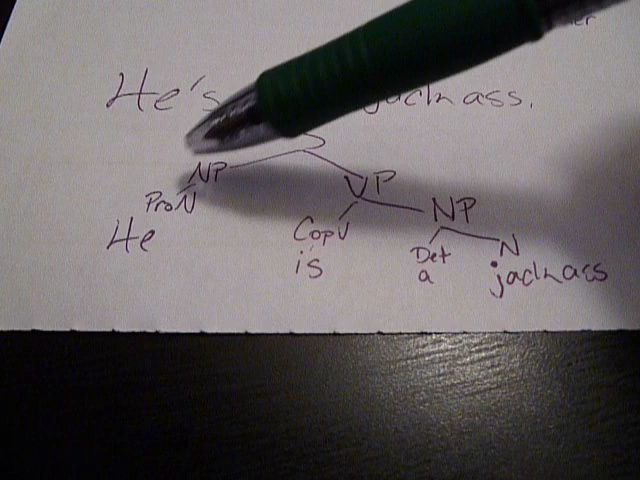 He's jackass.
S
NP VP
ProN NP
He CopV Det N
is a jackass